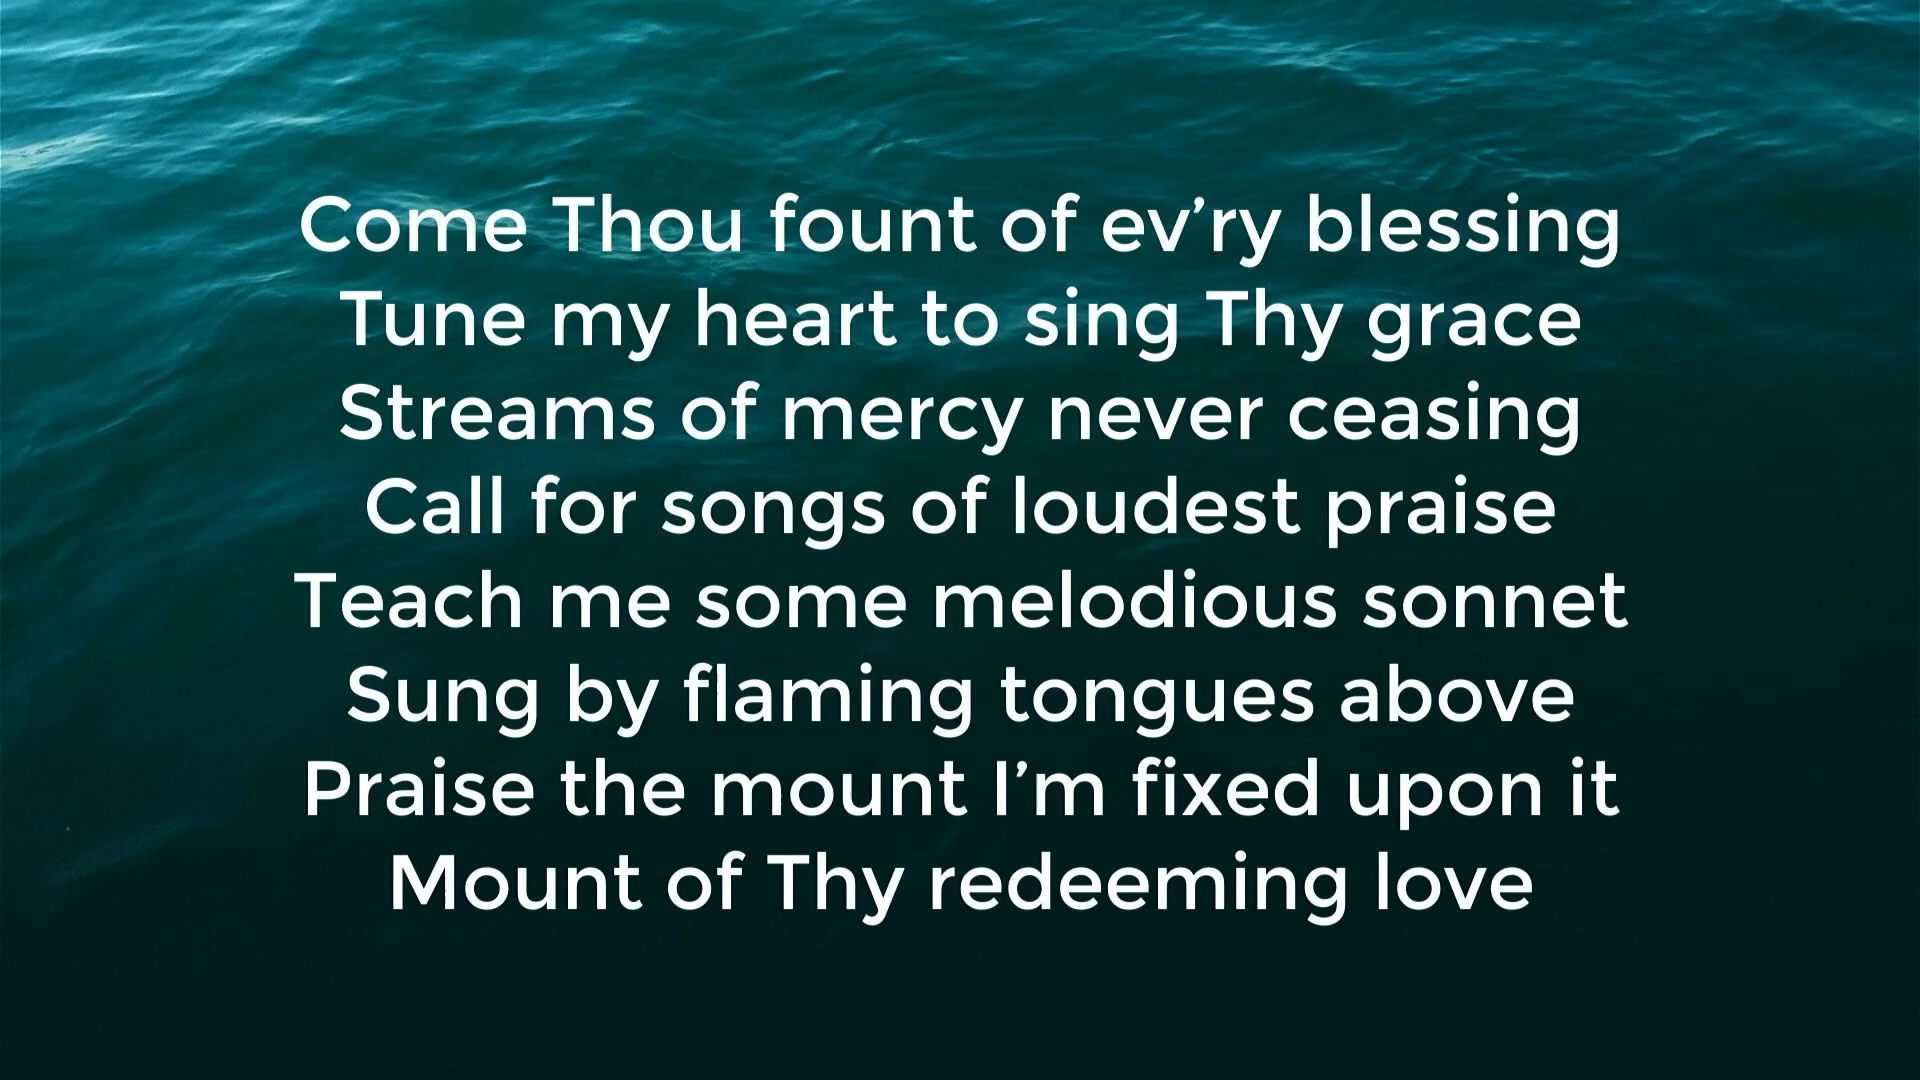 Come Thou fount of ev’ry blessing
Tune my heart to sing Thy grace
Streams of mercy never ceasing
Call for songs of loudest praise
Teach me some melodious sonnet
Sung by flaming tongues above
Praise the mount I’m fixed upon it
Mount of Thy redeeming love